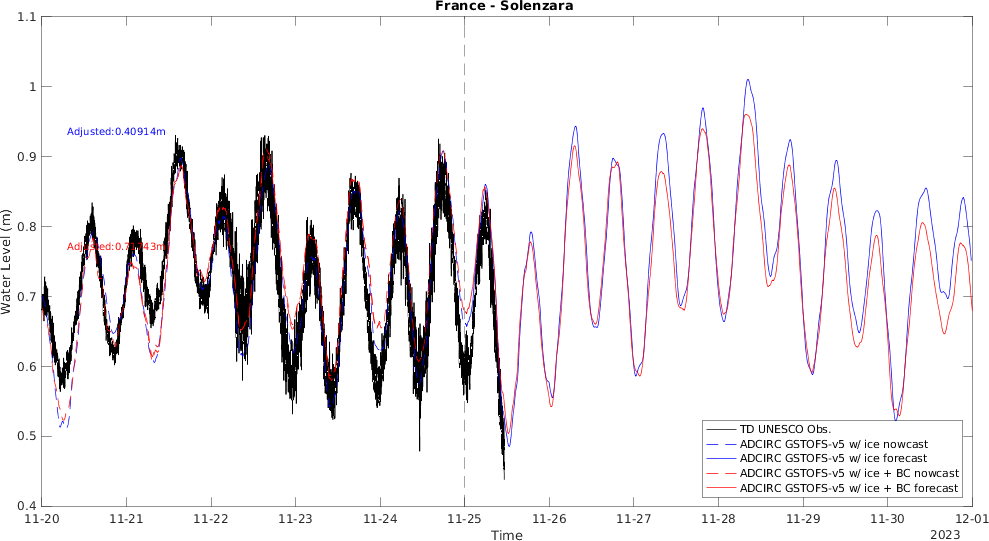 France - Solenzara
1.1
1
0.9
0.8
0.7
0.6
0.5
0.4
Water Level (m)
Adjusted:0.40914m
TD UNESCO Obs.
ADCIRC GSTOFS-v5 w/ ice nowcast
ADCIRC GSTOFS-v5 w/ ice forecast
ADCIRC GSTOFS-v5 w/ ice + BC nowcast
ADCIRC GSTOFS-v5 w/ ice + BC forecast
11-20 11-21 11-22 11-23 11-24 11-25 11-26 11-27 11-28 11-29 11-30 12-01
Time
2023